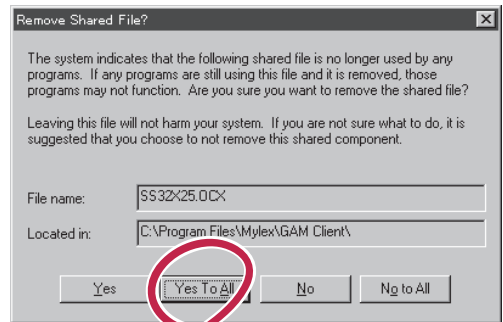 Remove Shared File?
The system indicates that the following shared file is no longer used by any
programs. If any programs are still using this file and it is removed, those
programs may not function. Are you sure you want to remove the shared file?
Leaving this file will not harm your system. If you are not sure what to do, it is
suggested that you choose to not remove this shared component.
File name: SS32X25.OCX
Located in: C:\Program Files\Mylex\GAM Client\
Yes Yes To All No No to All